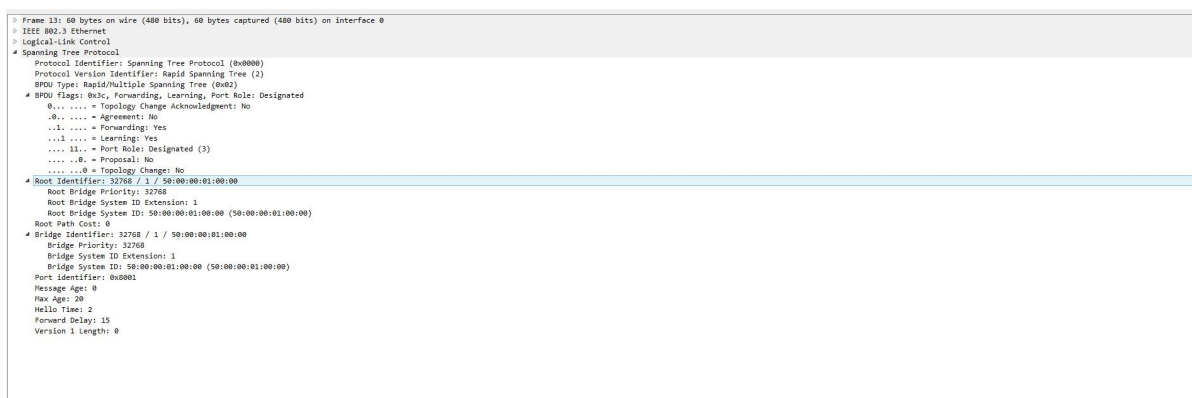 Frame 13: 60 bytes on wire (480 bits), 60 bytes captured (480 bits) on interface 0
IEEE 802.3 Ethernet
Logical-Link Control
Spanning Tree Protocol
Protocol Identifier: Spanning Tree Protocol (0x0000)
Protocol Version Identifier: Rapid Spanning Tree (2)
BPDU Type: Rapid/Multiple Spanning Tree (0x02)
BPDU flags: 0x3c, Forwarding, Learning, Port Role: Designated
0... .... = Topology Change Acknowledgment: No
.0.. .... = Agreement: No
..1. .... = Forwarding: Yes
...1 .... = Learning: Yes
.... 11.. = Port Role: Designated (3)
.... ..0. = Proposal: No
.... ...0 = Topology Change: No
Root Identifier: 32768 / 1 / 50:00:00:01:00:00
Root Bridge Priority: 32768
Root Bridge System ID Extension: 1
Root Bridge System ID: 50:00:00:01:00:00 (50:00:00:01:00:00)
Root Path Cost: 0
Bridge Identifier: 32768 / 1 / 50:00:00:01:00:00
Bridge Priority: 32768
Bridge System ID Extension: 1
Bridge System ID: 50:00:00:01:00:00 (50:00:00:01:00:00)
Port identifier: 0x8001
Message Age: 0
Max Age: 20
Hello Time: 2
Forward Delay: 15
Version 1 Length: 0